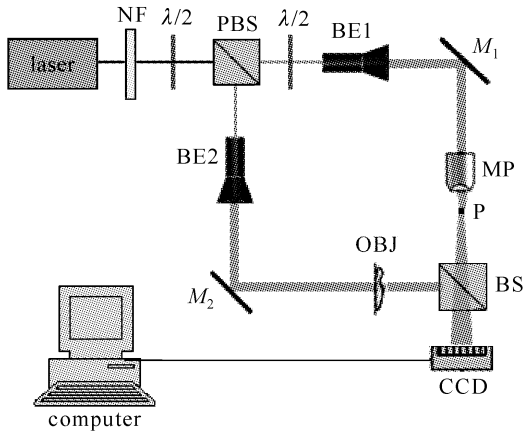 NF
λ/2
PBS
λ/2
BE1
M₁
laser
BE2
MP
P
OBJ
BS
M₂
CCD
computer